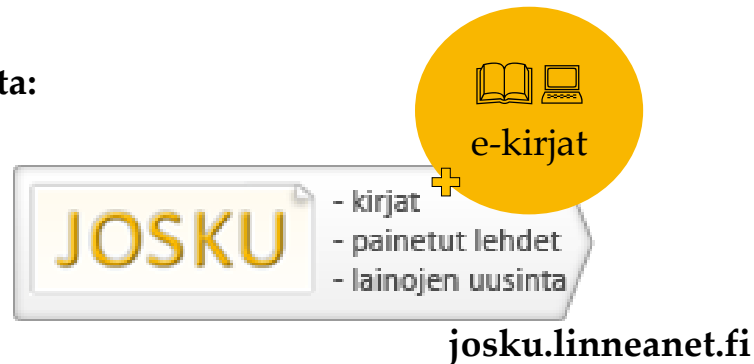 ta:
e-kirjat
JOSKU
- kirjat
- painetut lehdet
- lainojen uusinta
josku.linneanet.fi